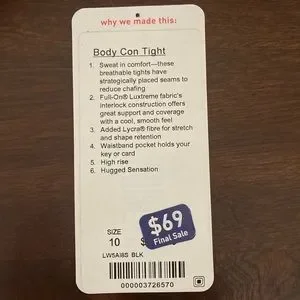 why we made this:
Body Con Tight
1. Sweat in comfort—these
breathable tights have
strategically placed seams to
reduce chafing
2. Full-On® Luxtreme fabric's
interlock construction offers
great support and coverage
with a cool, smooth feel
3. Added Lycra® fibre for stretch
and shape retention
4. Waistband pocket holds your
key or card
5. High rise
6. Hugged Sensation
SIZE
10
$
$69
Final Sale
LW5AI8S BLK
000003726570